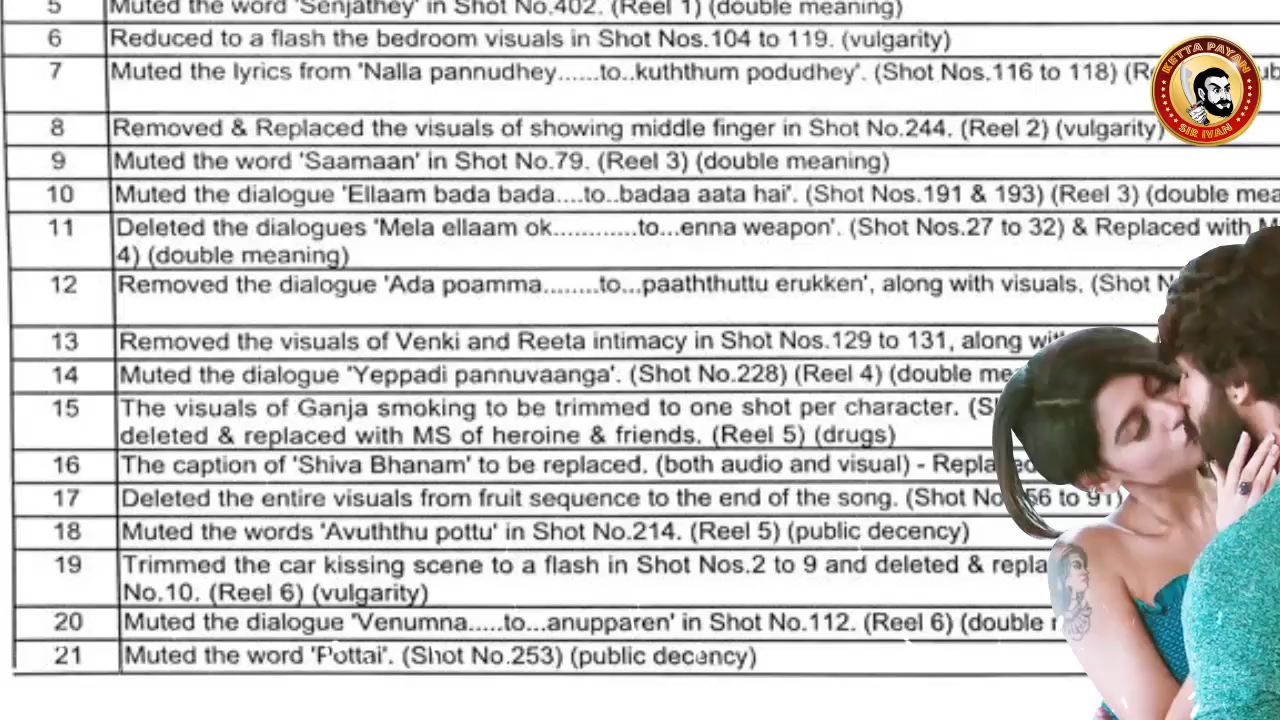 5 Muted the word 'Senjathey' in Shot No.402. (Reel 1) (double meaning)
6 Reduced to a flash the bedroom visuals in Shot Nos.104 to 119. (vulgarity)
7 Muted the lyrics from 'Nalla pannudhey......to..kuththum podudhey'. (Shot Nos.116 to 118)
8 Removed & Replaced the visuals of showing middle finger in Shot No.244. (Reel 2) (vulgarity)
9 Muted the word 'Saamaan' in Shot No.79. (Reel 3) (double meaning)
10 Muted the dialogue 'Ellaam bada bada....to..badaa aata hai'. (Shot Nos.191 & 193) (Reel 3) (double
11 Deleted the dialogues 'Mela ellaam ok............to...enna weapon'. (Shot Nos.27 to 32) & Replaced with
4) (double meaning)
12 Removed the dialogue 'Ada poamma........to...paaththuttu erukken', along with visuals. (Shot
13 Removed the visuals of Venki and Reeta intimacy in Shot Nos.129 to 131, along
14 Muted the dialogue 'Yeppadi pannuvaanga'. (Shot No.228) (Reel 4) (double
15 The visuals of Ganja smoking to be trimmed to one shot per character.
deleted & replaced with MS of heroine & friends. (Reel 5) (drugs)
16 The caption of 'Shiva Bhanam' to be replaced. (both audio and visual) -
17 Deleted the entire visuals from fruit sequence to the end of the song. (Shot 56 to 91)
18 Muted the words 'Avuththu pottu' in Shot No.214. (Reel 5) (public decency)
19 Trimmed the car kissing scene to a flash in Shot Nos.2 to 9 and deleted &
No.10. (Reel 6) (vulgarity)
20 Muted the dialogue 'Venumna.....to...anupparen' in Shot No.112. (Reel 6) (double
21 Muted the word 'Pottai'. (Shot No.253) (public decency)
KETTA PAYAN
SIR IVAN